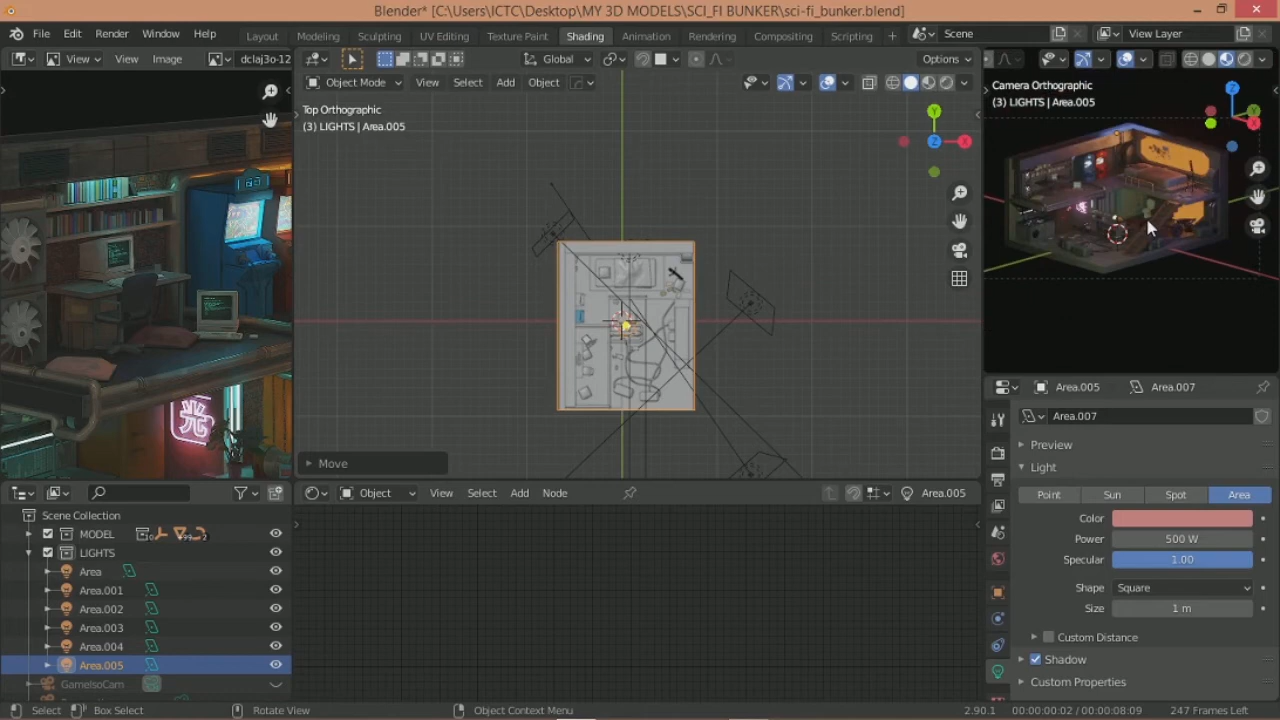 Blender* [C:\Users\ICTC\Desktop\MY 3D MODELS\SCI_FI BUNKER\sci-fi_bunker.blend]
File Edit Render Window Help Layout Modeling Sculpting UV Editing Texture Paint Shading Animation Rendering Compositing Scripting + Scene View Layer
View View Image dclaj3o-12 Global Options
Object Mode View Select Add Object
Top Orthographic
(3) LIGHTS | Area.005
Y
X
Z
Camera Orthographic
(3) LIGHTS | Area.005
Z
Y
X
光
Move
Area.005 Area.007
Area.007
Preview
Light
Point Sun Spot Area
Color
Power 500 W
Specular 1.00
Shape Square
Size 1 m
Custom Distance
Shadow
Custom Properties
Object View Select Add Node Area.005
Scene Collection
MODEL
LIGHTS
Area
Area.001
Area.002
Area.003
Area.004
Area.005
GameIsoCam
Select Box Select Rotate View Object Context Menu 2.90.1 00:00:00:02 / 00:00:08:09 247 Frames Left